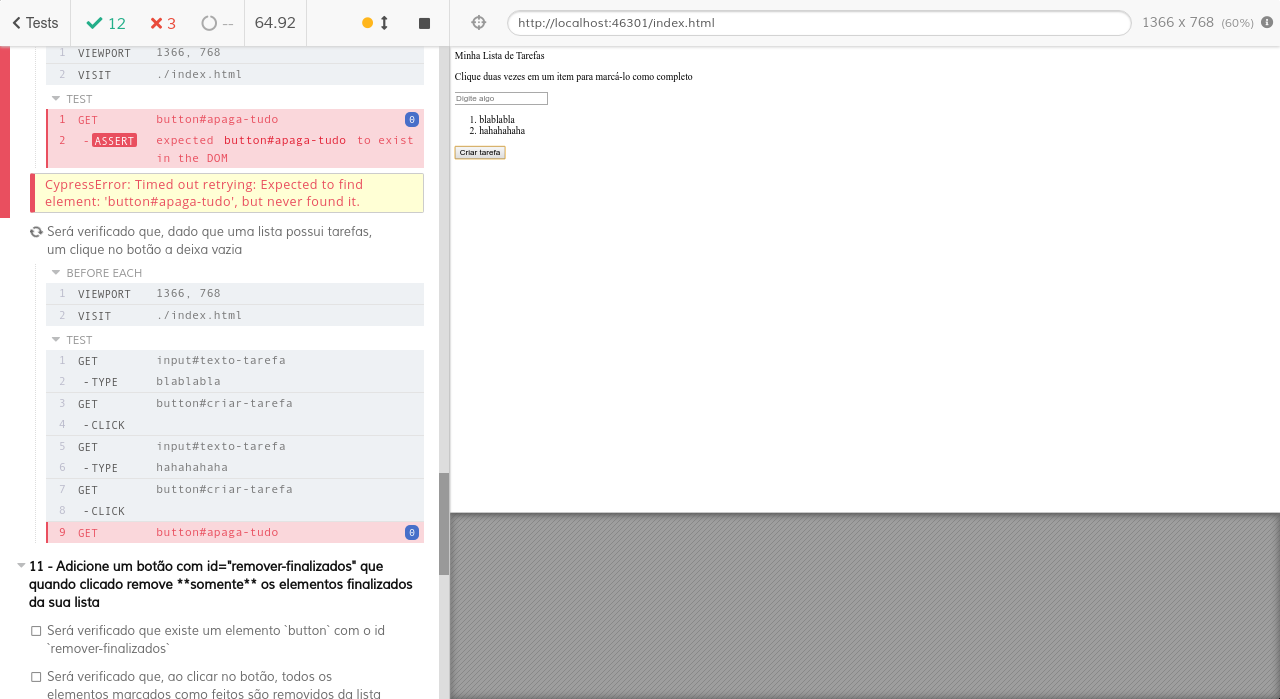 Tests
12
3
--
64.92
http://localhost:46301/index.html
1366 x 768 (60%)
1 VIEWPORT 1366, 768
2 VISIT ./index.html
TEST
1 GET button#apaga-tudo 0
2 -ASSERT expected button#apaga-tudo to exist
in the DOM
CypressError: Timed out retrying: Expected to find
element: 'button#apaga-tudo', but never found it.
Será verificado que, dado que uma lista possui tarefas,
um clique no botão a deixa vazia
BEFORE EACH
1 VIEWPORT 1366, 768
2 VISIT ./index.html
TEST
1 GET input#texto-tarefa
2 -TYPE blablabla
3 GET button#criar-tarefa
4 -CLICK
5 GET input#texto-tarefa
6 -TYPE hahahahaha
7 GET button#criar-tarefa
8 -CLICK
9 GET button#apaga-tudo 0
11 - Adicione um botão com id="remover-finalizados" que
quando clicado remove **somente** os elementos finalizados
da sua lista
Será verificado que existe um elemento `button` com o id
`remover-finalizados`
Será verificado que, ao clicar no botão, todos os
elementos marcados como feitos são removidos da lista
Minha Lista de Tarefas
Clique duas vezes em um item para marcá-lo como completo
Digite algo
1. blablabla
2. hahahahaha
Criar tarefa